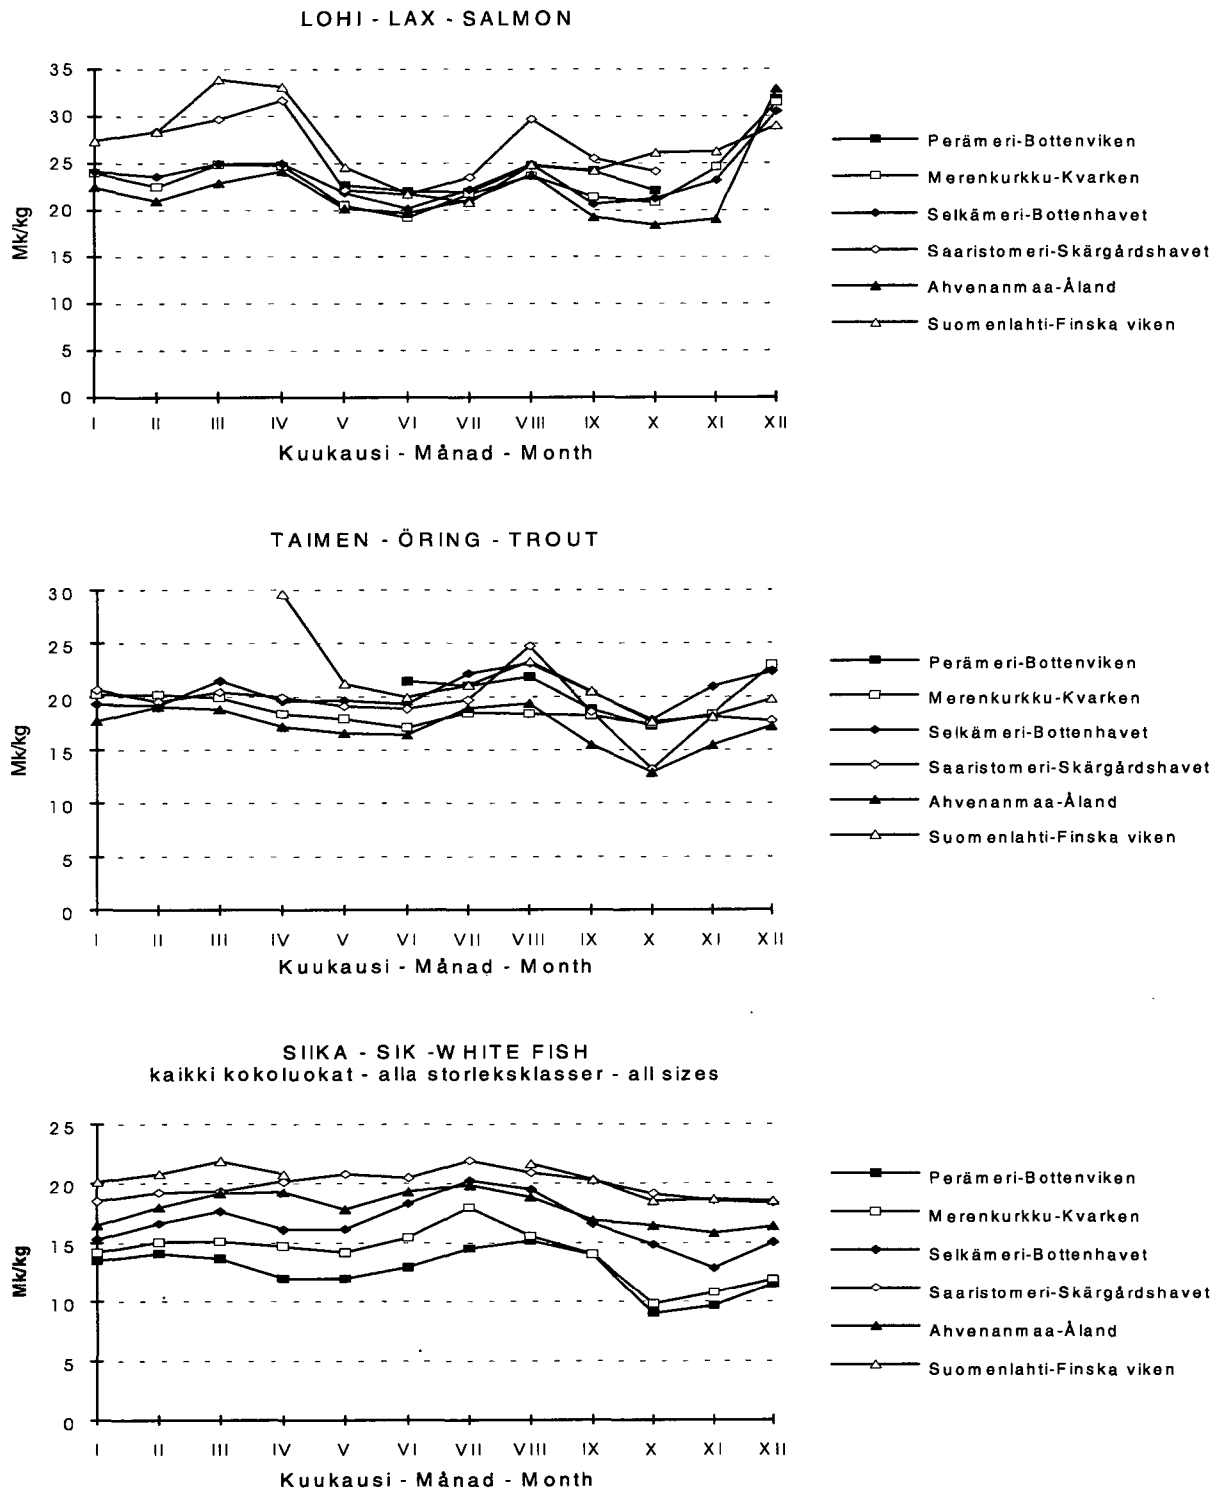 LOHI - LAX - SALMON
35
30
25
20
15
10
5
0
Mk/kg
I II III IV V VI VII VIII IX X XI XII
Kuukausi - Månad - Month
Perämeri-Bottenviken
Merenkurkku-Kvarken
Selkämeri-Bottenhavet
Saaristomeri-Skärgårdshavet
Ahvenanmaa-Åland
Suomenlahti-Finska viken
TAIMEN - ÖRING - TROUT
30
25
20
15
10
5
0
Mk/kg
I II III IV V VI VII VIII IX X XI XII
Kuukausi - Månad - Month
Perämeri-Bottenviken
Merenkurkku-Kvarken
Selkämeri-Bottenhavet
Saaristomeri-Skärgårdshavet
Ahvenanmaa-Åland
Suomenlahti-Finska viken
SIIKA - SIK -WHITE FISH
kaikki kokoluokat - alla storleksklasser - all sizes
25
20
15
10
5
0
Mk/kg
I II III IV V VI VII VIII IX X XI XII
Kuukausi - Månad - Month
Perämeri-Bottenviken
Merenkurkku-Kvarken
Selkämeri-Bottenhavet
Saaristomeri-Skärgårdshavet
Ahvenanmaa-Åland
Suomenlahti-Finska viken